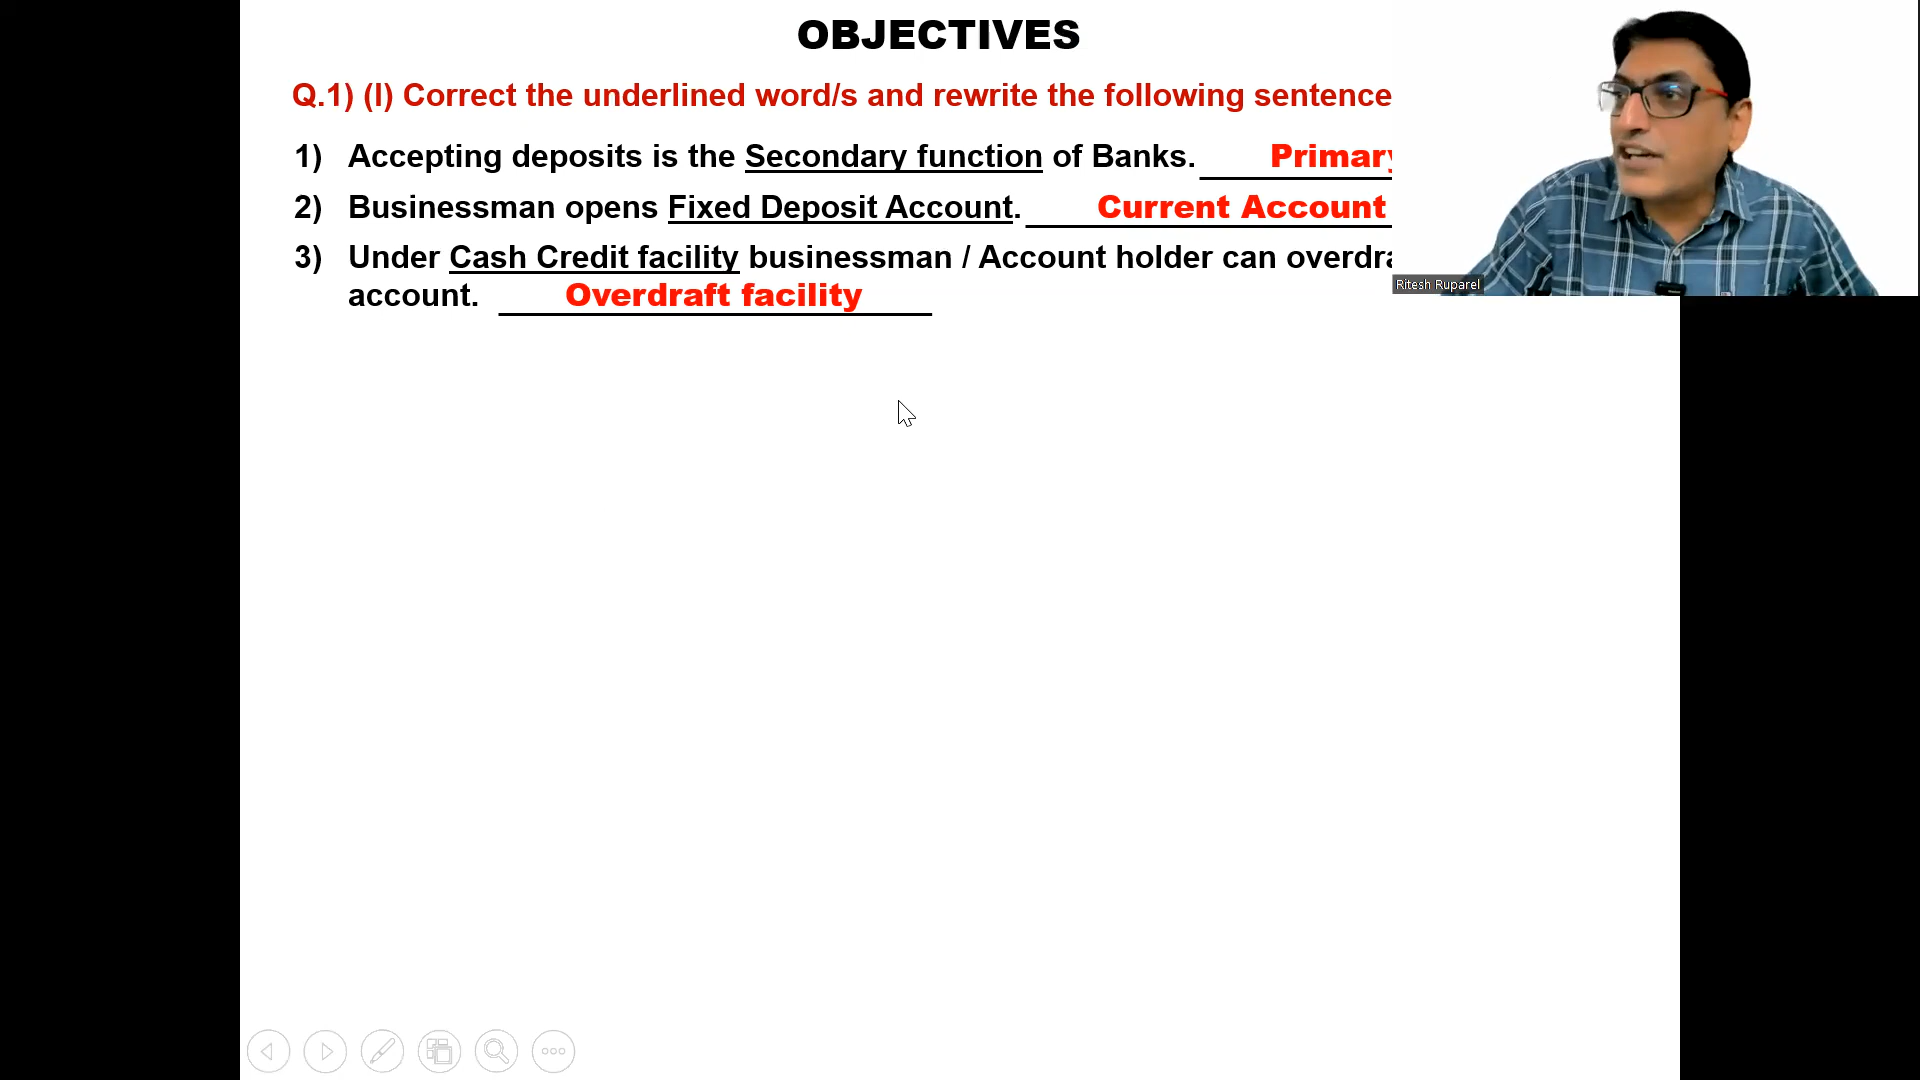 OBJECTIVES
Q.1) (I) Correct the underlined word/s and rewrite the following sentence
1) Accepting deposits is the Secondary function of Banks. Primary
2) Businessman opens Fixed Deposit Account. Current Account
3) Under Cash Credit facility businessman / Account holder can
account. Overdraft facility
Ritesh Ruparel